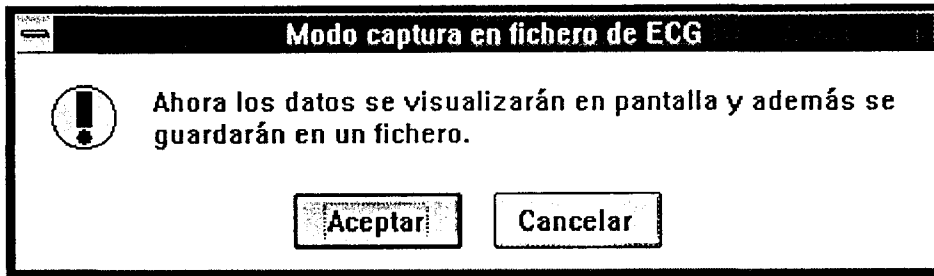 Modo captura en fichero de ECG
Ahora los datos se visualizarán en pantalla y además se
guardarán en un fichero.
Aceptar
Cancelar